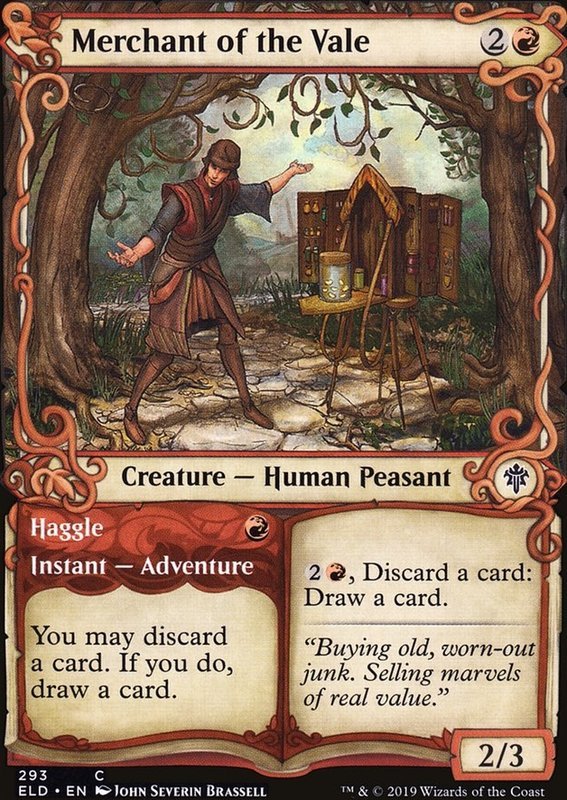 Merchant of the Vale 2
Creature — Human Peasant
Haggle
Instant — Adventure
You may discard
a card. If you do,
draw a card.
2 , Discard a card:
Draw a card.
“Buying old, worn-out
junk. Selling marvels
of real value.”
2/3
293 C
ELD • EN John Severin Brassell
™ & © 2019 Wizards of the Coast